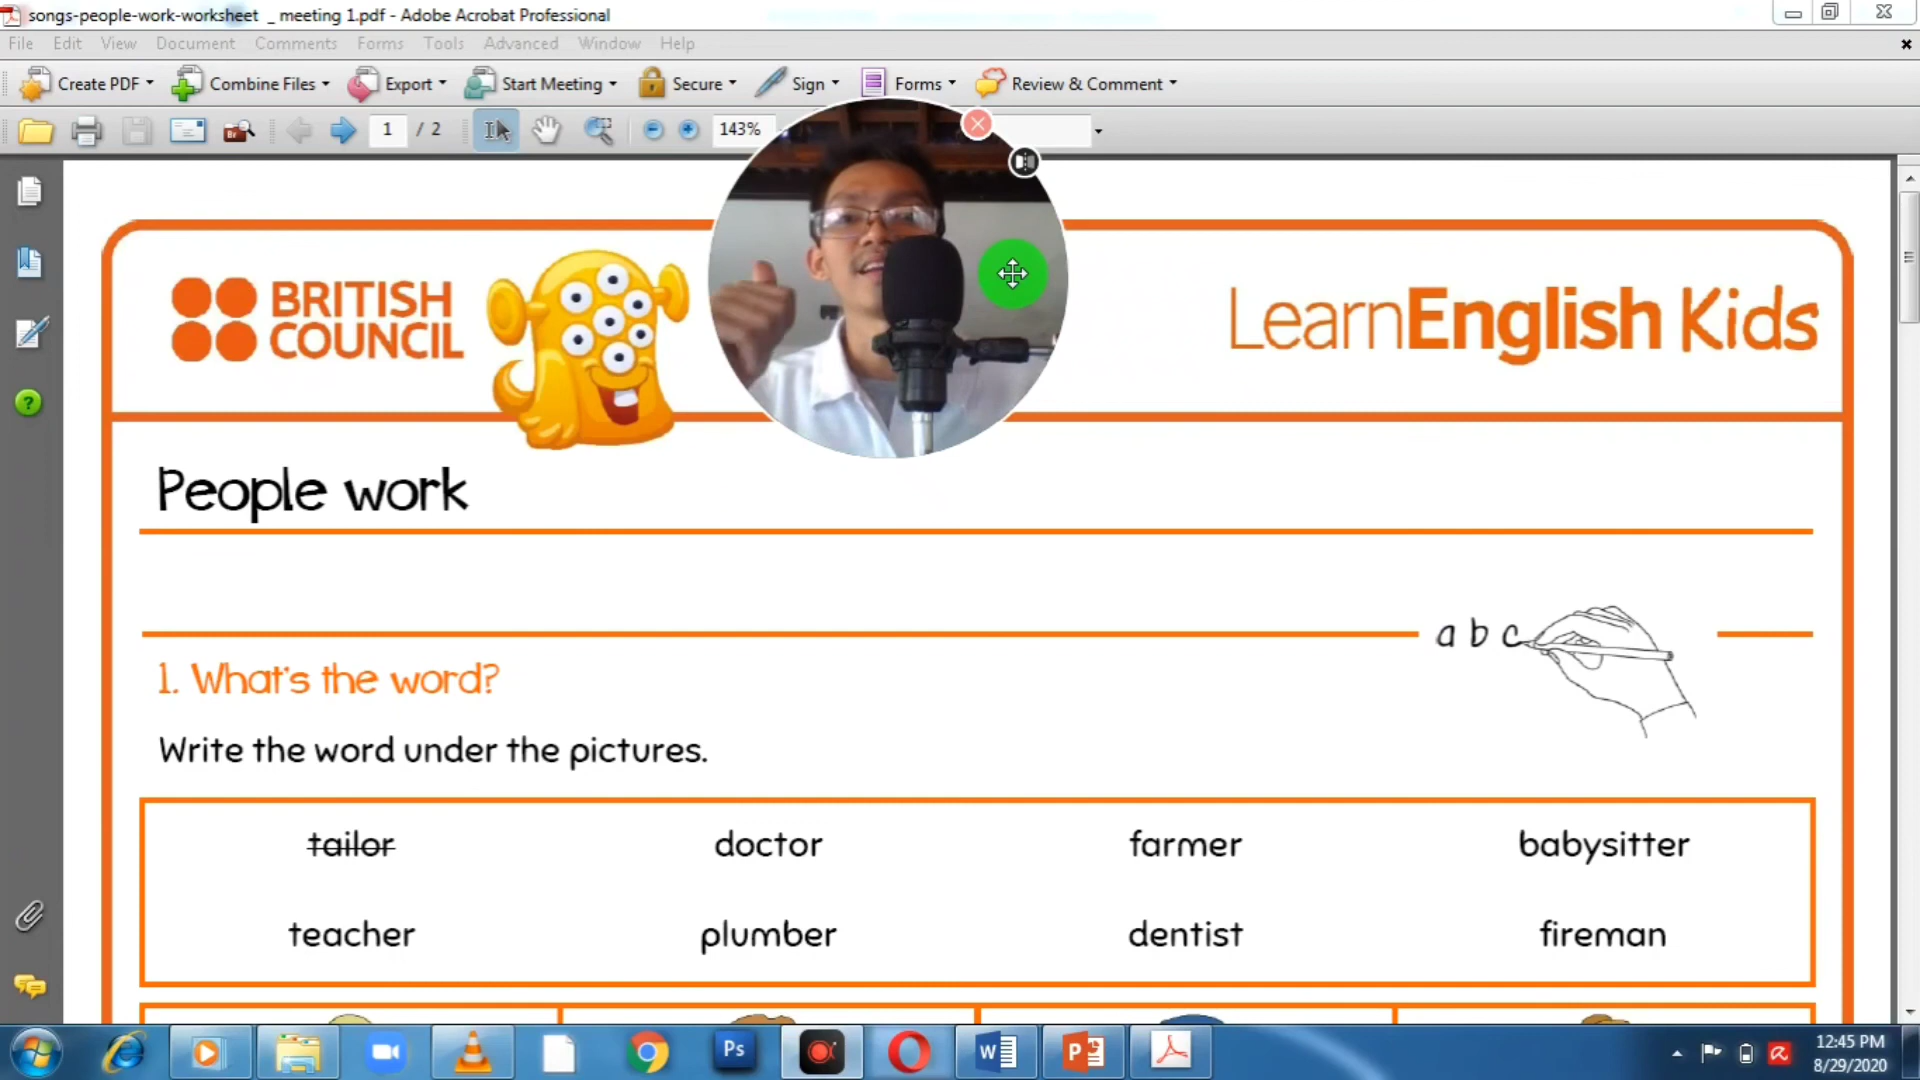 songs-people-work-worksheet _ meeting 1.pdf - Adobe Acrobat Professional
File Edit View Document Comments Forms Tools Advanced Window Help
Create PDF Combine Files Export Start Meeting Secure Sign Forms Review & Comment
1 / 2 143%
BRITISH
COUNCIL
LearnEnglish Kids
People work
a b c
1. What's the word?
Write the word under the pictures.
tailor doctor farmer babysitter
teacher plumber dentist fireman
Ps W P
12:45 PM
8/29/2020